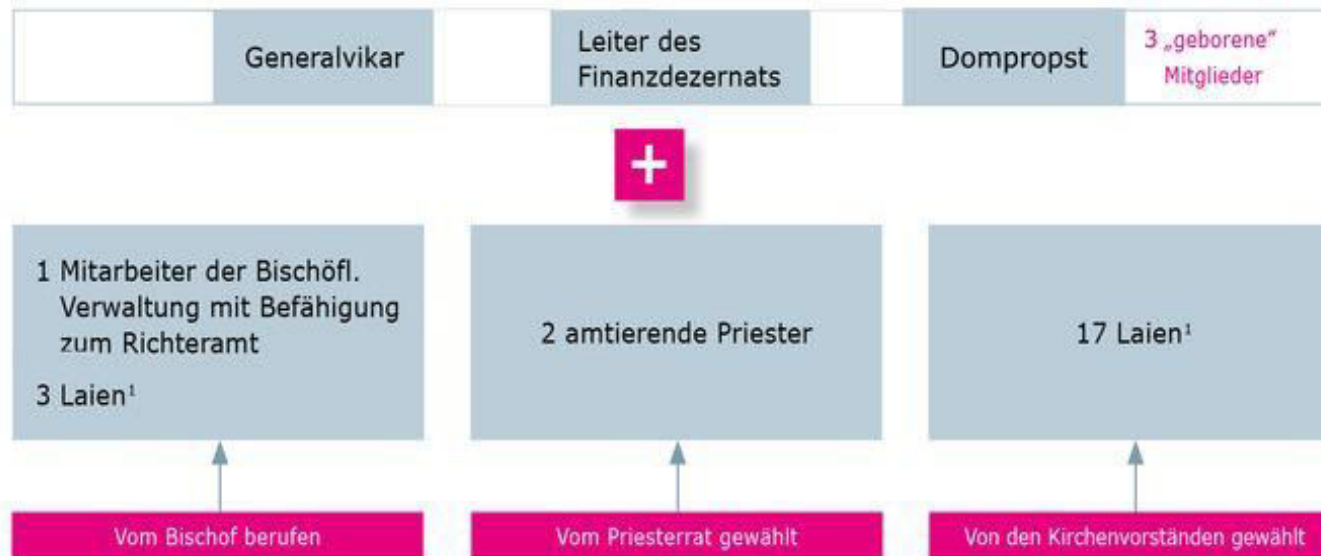 Generalvikar
Leiter des
Finanzdezernats
Dompropst
3 „geborene“
Mitglieder
+
1 Mitarbeiter der Bischöfl.
Verwaltung mit Befähigung
zum Richteramt
3 Laien¹
2 amtierende Priester
17 Laien¹
Vom Bischof berufen
Vom Priesterrat gewählt
Von den Kirchenvorständen gewählt